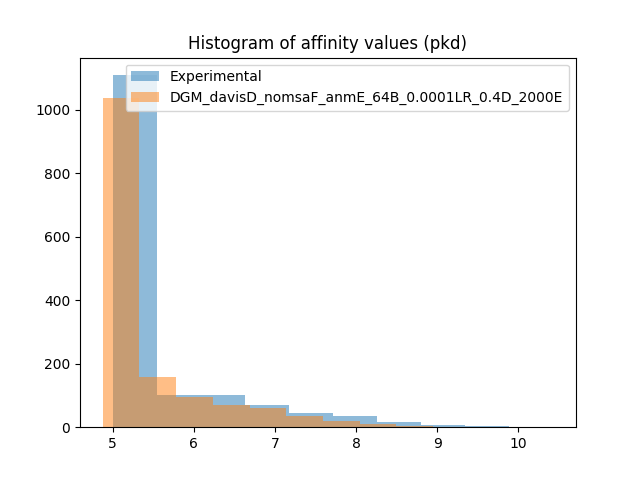 Histogram of affinity values (pkd)
Experimental
DGM_davisD_nomsaF_anmE_64B_0.0001LR_0.4D_2000E
1000
800
600
400
200
0
5 6 7 8 9 10